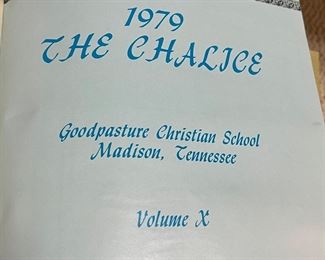 1979
THE CHALICE
Goodpasture Christian School
Madison, Tennessee
Volume X